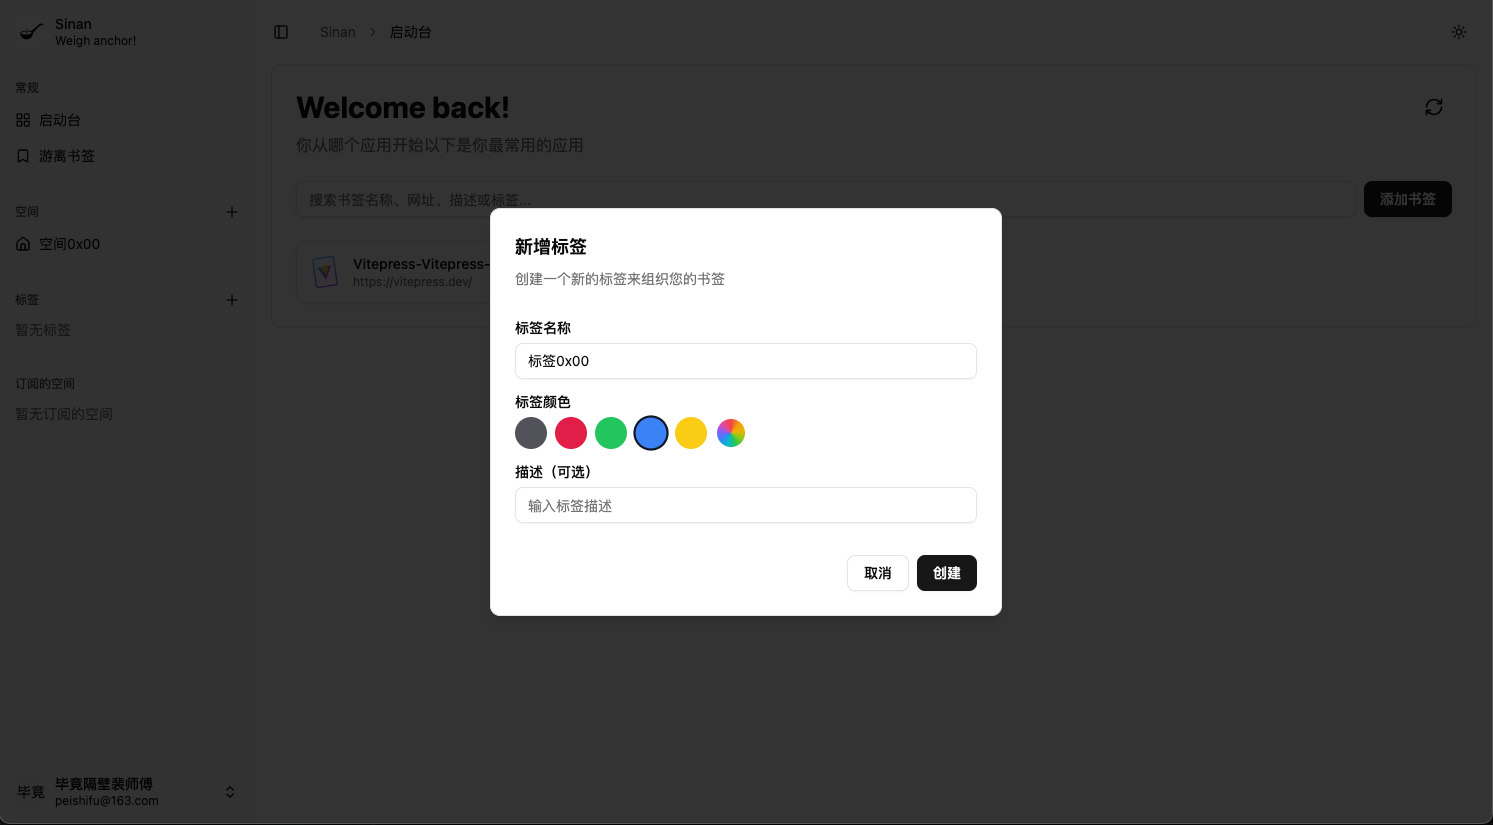 Sinan
Weigh anchor!
常规
启动台
游离书签
空间
空间0x00
标签
暂无标签
订阅的空间
暂无订阅的空间
毕竟
毕竟隔壁裴师傅
peishifu@163.com
Sinan
启动台
Welcome back!
你从哪个应用开始以下是你最常用的应用
搜索书签名称、网址、描述或标签...
添加书签
Vitepress-Vitepress-
https://vitepress.dev/
新增标签
创建一个新的标签来组织您的书签
标签名称
标签0x00
标签颜色
描述（可选）
输入标签描述
取消
创建